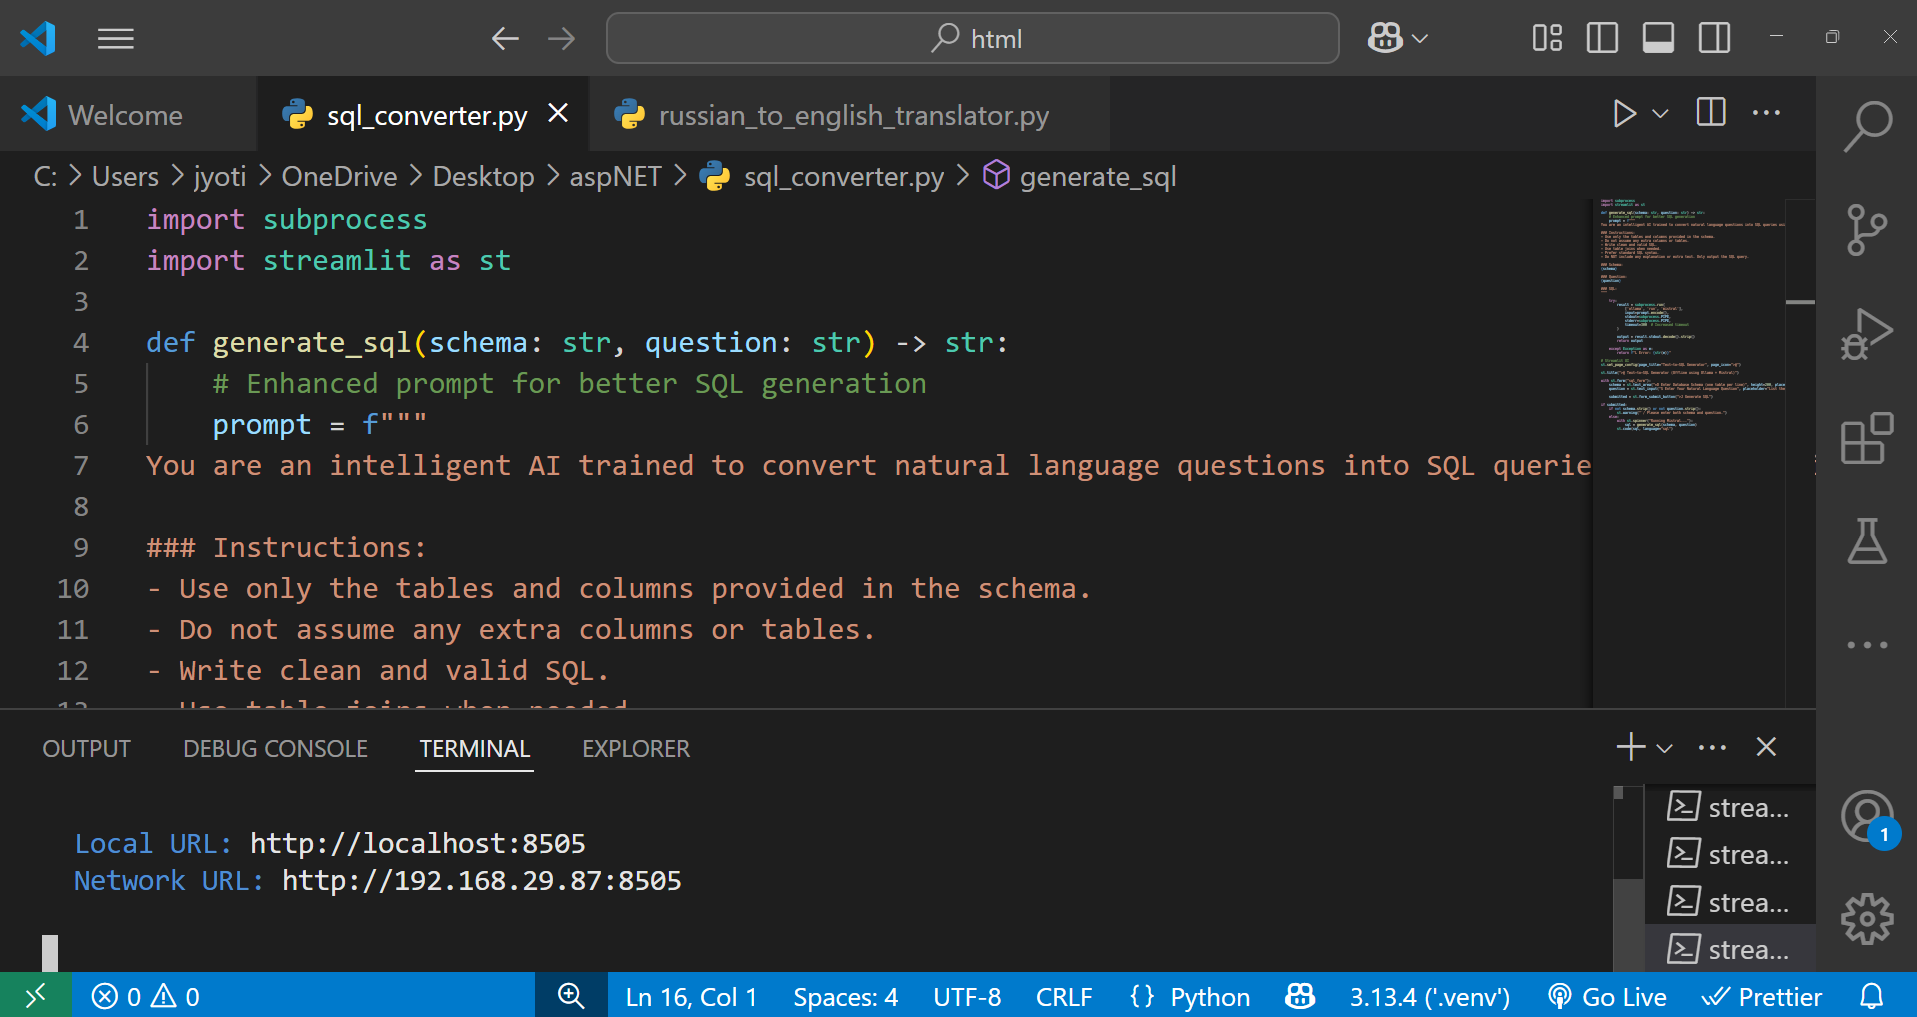 html
Welcome
sql_converter.py
russian_to_english_translator.py
C: > Users > jyoti > OneDrive > Desktop > aspNET > sql_converter.py > generate_sql
1 import subprocess
2 import streamlit as st
3
4 def generate_sql(schema: str, question: str) -> str:
5 # Enhanced prompt for better SQL generation
6 prompt = f"""
7 You are an intelligent AI trained to convert natural language questions into SQL querie
8
9 ### Instructions:
10 - Use only the tables and columns provided in the schema.
11 - Do not assume any extra columns or tables.
12 - Write clean and valid SQL.
13 - Use table joins when needed
OUTPUT DEBUG CONSOLE TERMINAL EXPLORER
Local URL: http://localhost:8505
Network URL: http://192.168.29.87:8505
strea...
strea...
strea...
strea...
1
0 0 Ln 16, Col 1 Spaces: 4 UTF-8 CRLF {} Python 3.13.4 ('.venv') Go Live Prettier